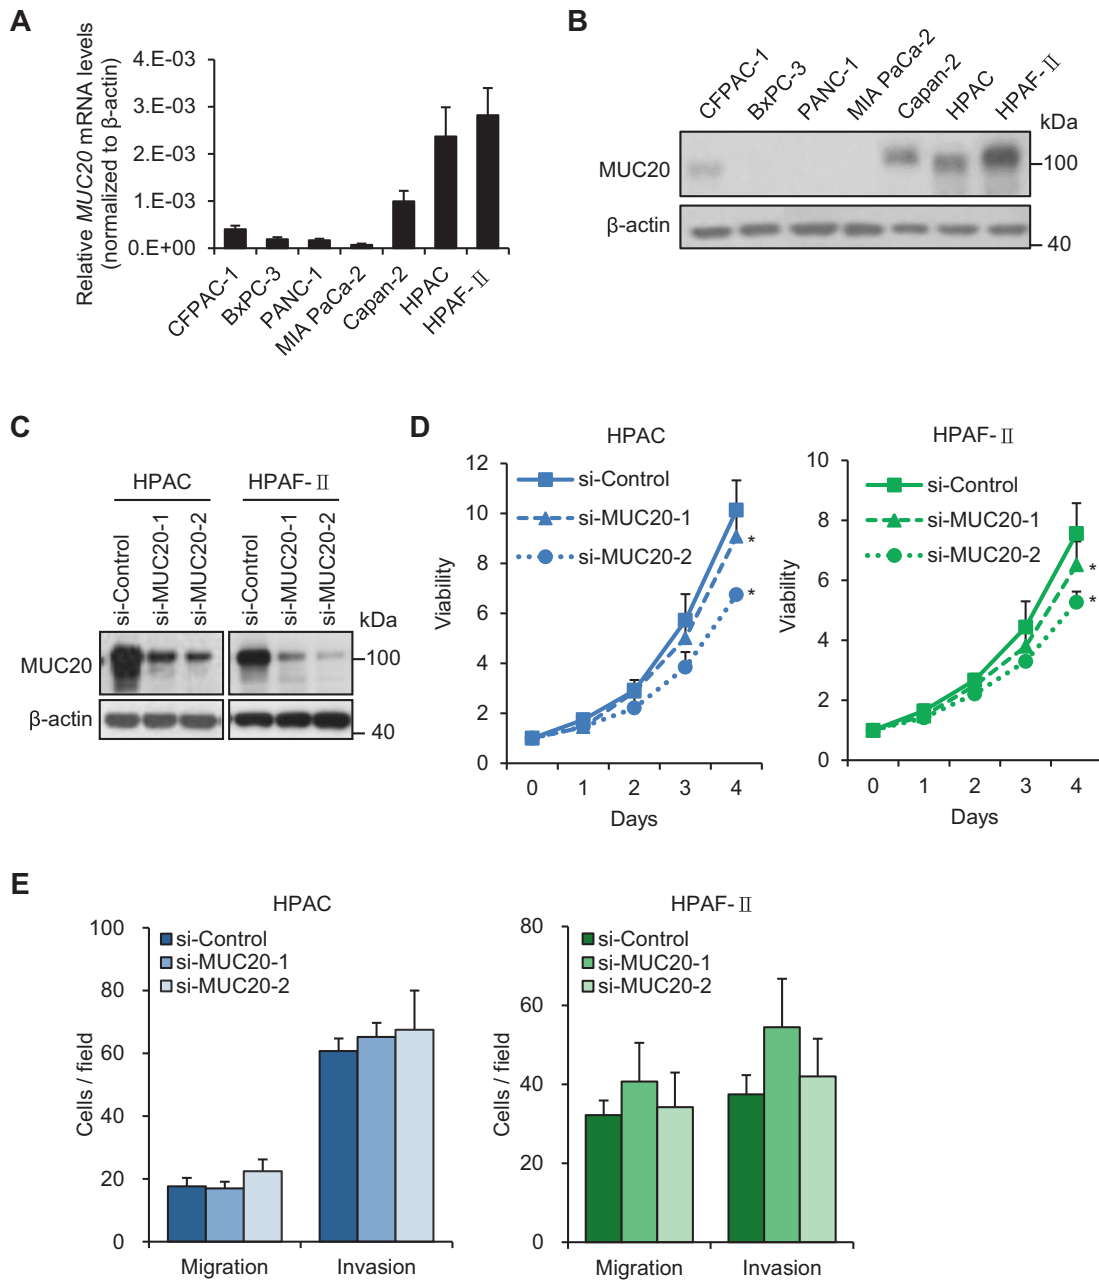 A
Relative MUC20 mRNA levels
(normalized to β-actin)
4.E-03
3.E-03
2.E-03
1.E-03
0.E+00
CFPAC-1
BxPC-3
PANC-1
MIA PaCa-2
Capan-2
HPAC
HPAF-Ⅱ
B
CFPAC-1
BxPC-3
PANC-1
MIA PaCa-2
Capan-2
HPAC
HPAF-Ⅱ
kDa
MUC20
100
β-actin
40
C
HPAC
HPAF-Ⅱ
si-Control
si-MUC20-1
si-MUC20-2
si-Control
si-MUC20-1
si-MUC20-2
kDa
MUC20
100
β-actin
40
D
HPAC
Viability
12
10
8
6
4
2
0
si-Control
si-MUC20-1
si-MUC20-2
*
*
0 1 2 3 4
Days
HPAF-Ⅱ
Viability
10
8
6
4
2
0
si-Control
si-MUC20-1
si-MUC20-2
*
*
0 1 2 3 4
Days
E
HPAC
Cells / field
100
80
60
40
20
0
si-Control
si-MUC20-1
si-MUC20-2
Migration Invasion
HPAF-Ⅱ
Cells / field
80
60
40
20
0
si-Control
si-MUC20-1
si-MUC20-2
Migration Invasion